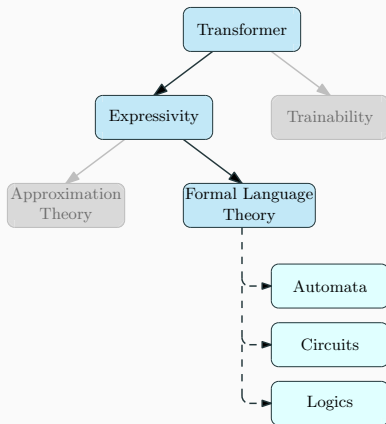 Transformer
Expressivity
Trainability
Approximation
Theory
Formal Language
Theory
Automata
Circuits
Logics